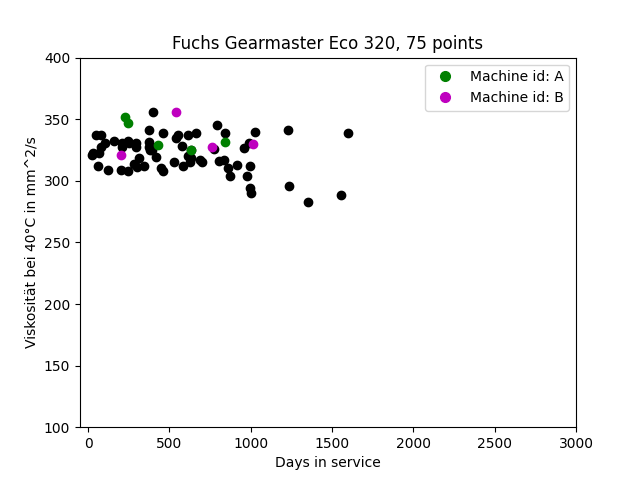 Fuchs Gearmaster Eco 320, 75 points
Machine id: A
Machine id: B
Viskosität bei 40°C in mm^2/s
400
350
300
250
200
150
100
0 500 1000 1500 2000 2500 3000
Days in service